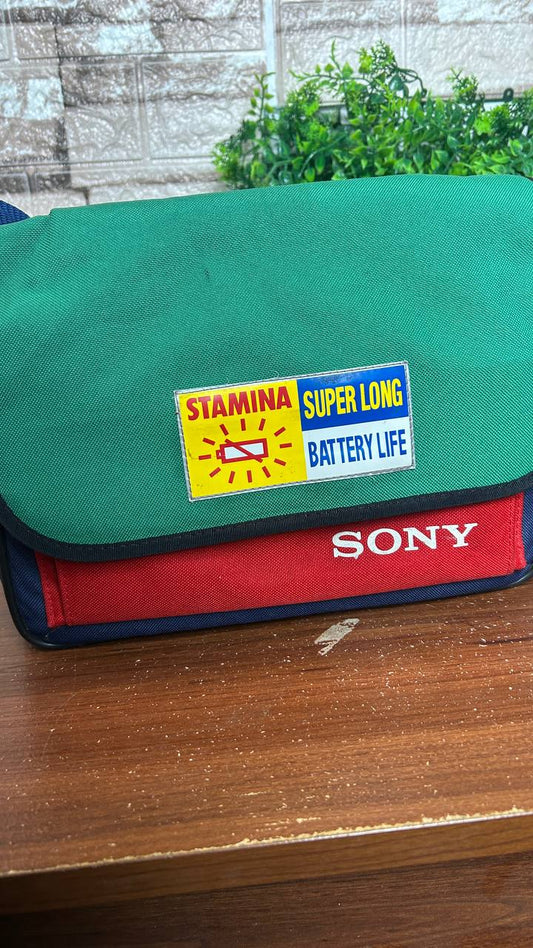 STAMINA
SUPER LONG
BATTERY LIFE
SONY